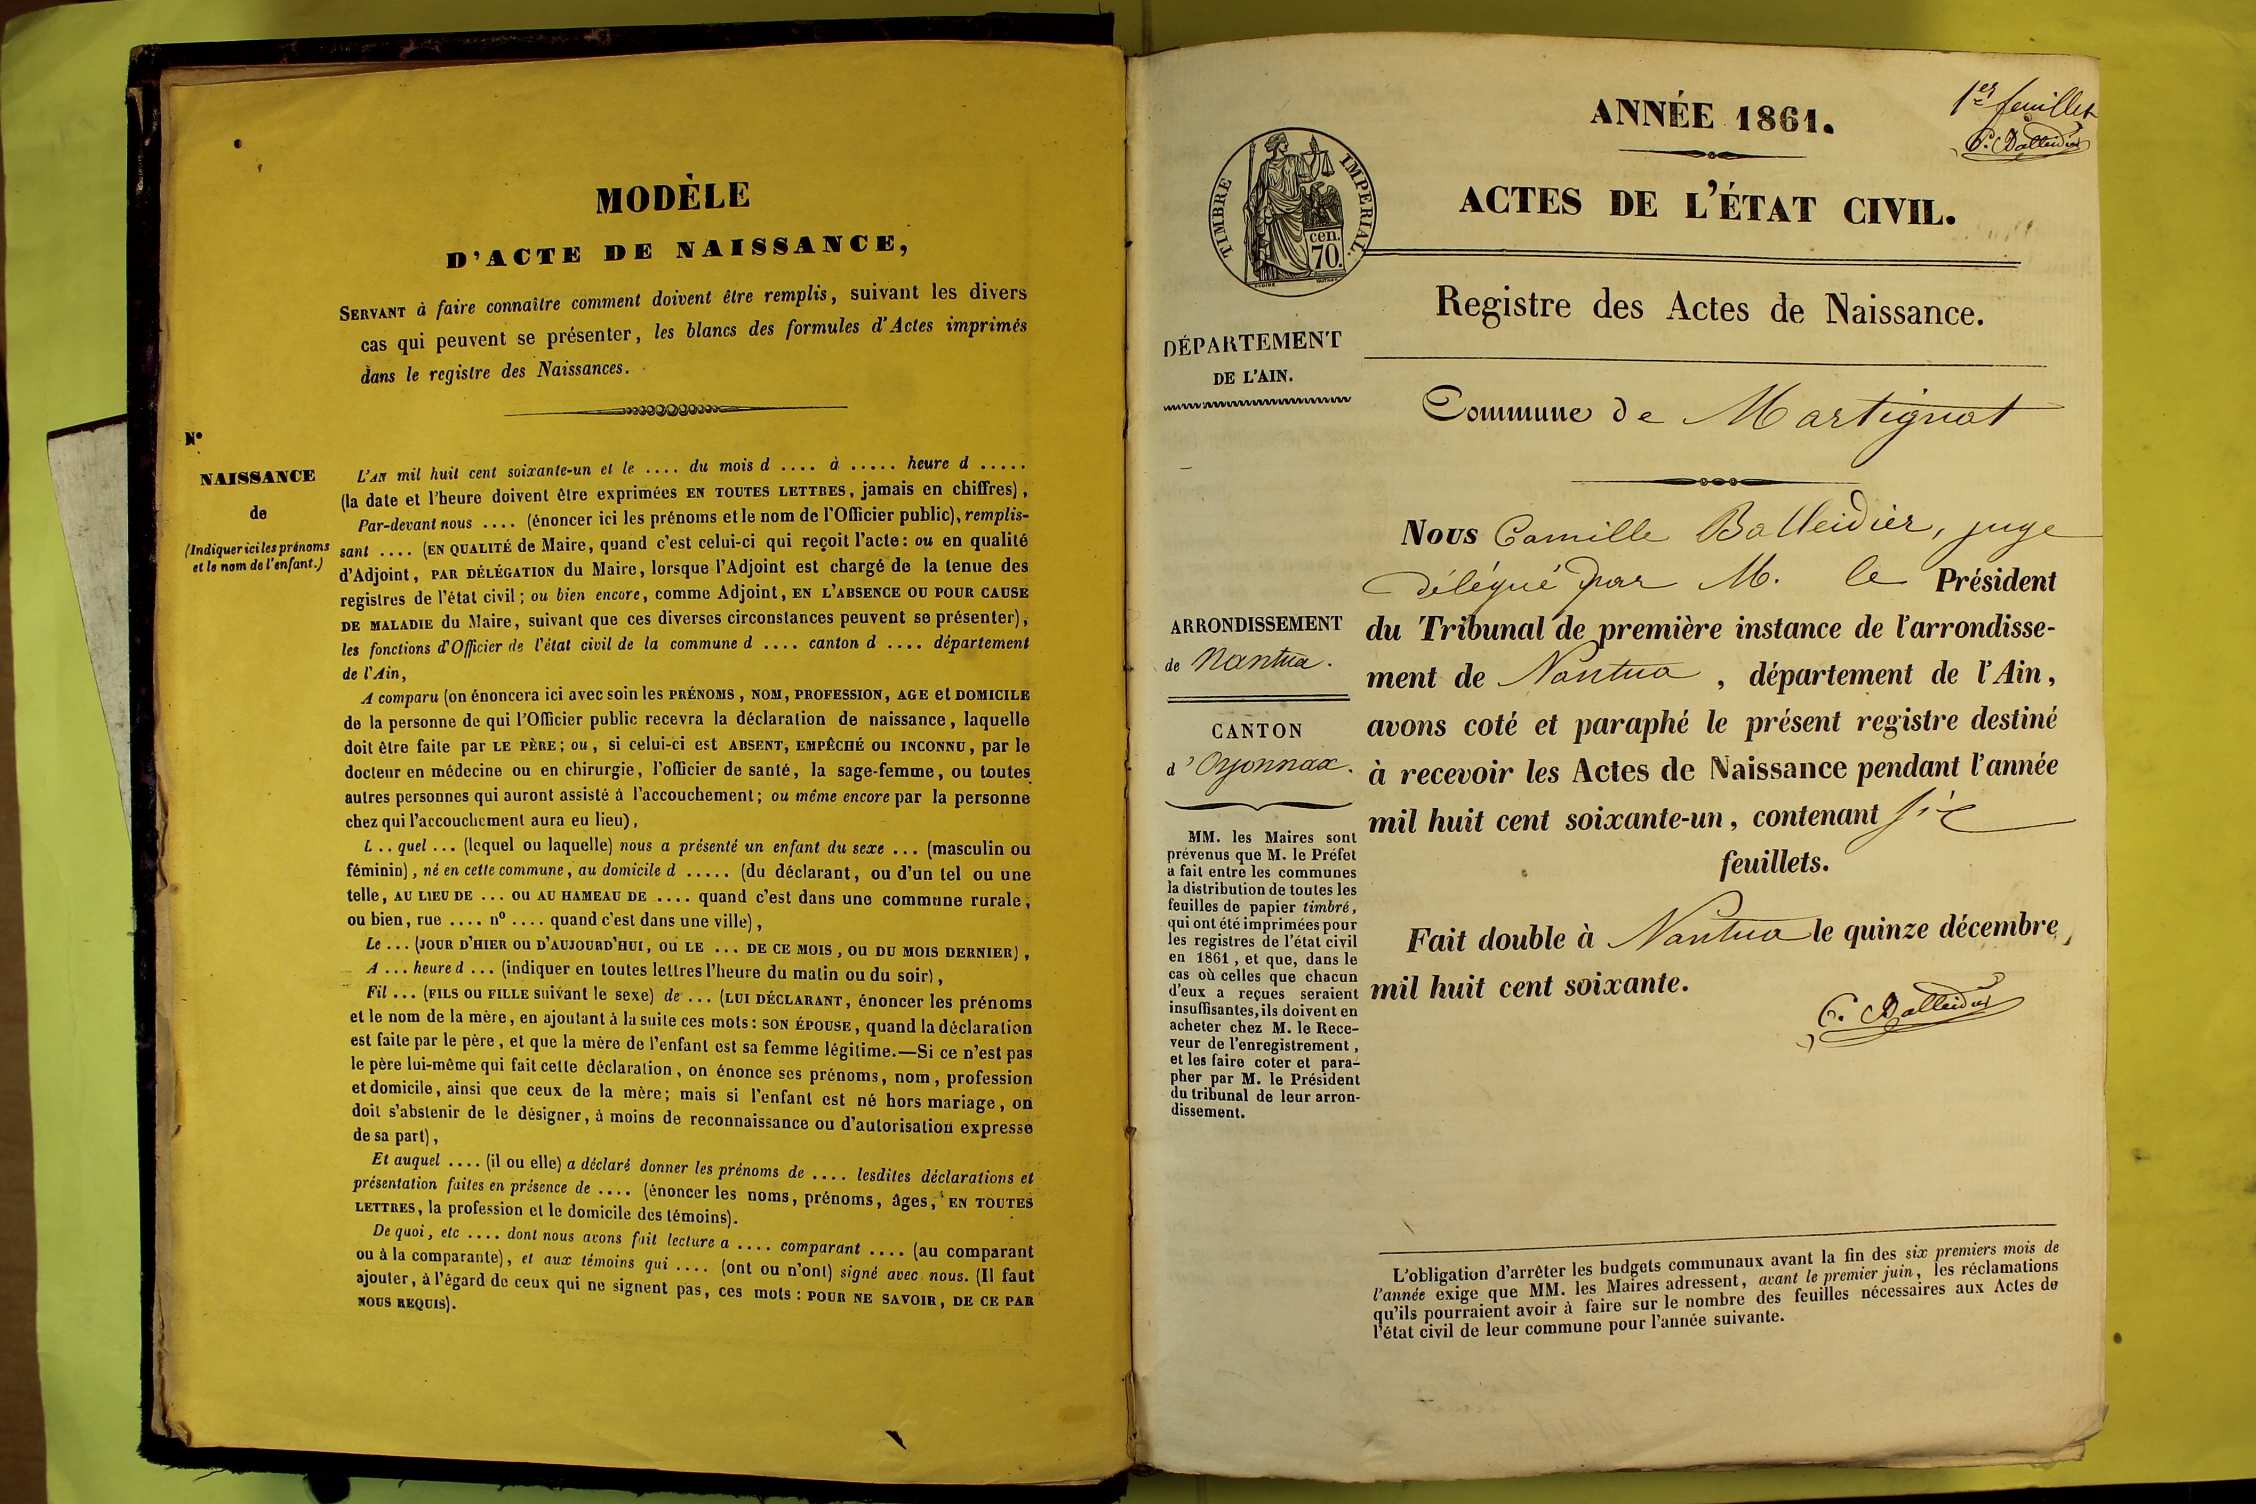 MODÈLE
D'ACTE DE NAISSANCE,
SERVANT à faire connaître comment doivent être remplis, suivant les divers
cas qui peuvent se présenter, les blancs des formules d'Actes imprimés
dans le registre des Naissances.
N°
NAISSANCE
de
(Indiquer ici les prénoms
et le nom de l'enfant.)
L'AN mil huit cent soixante-un et le .... du mois d .... à ..... heure d .....
(la date et l'heure doivent être exprimées EN TOUTES LETTRES, jamais en chiffres),
Par-devant nous .... (énoncer ici les prénoms et le nom de l'Officier public), remplis-
sant .... (EN QUALITÉ de Maire, quand c'est celui-ci qui reçoit l'acte: ou en qualité
d'Adjoint, PAR DÉLÉGATION du Maire, lorsque l'Adjoint est chargé de la tenue des
registres de l'état civil; ou bien encore, comme Adjoint, EN L'ABSENCE OU POUR CAUSE
DE MALADIE du Maire, suivant que ces diverses circonstances peuvent se présenter),
les fonctions d'Officier de l'état civil de la commune d .... canton d .... département
de l'Ain,
A comparu (on énoncera ici avec soin les PRÉNOMS, NOM, PROFESSION, AGE et DOMICILE
de la personne de qui l'Officier public recevra la déclaration de naissance, laquelle
doit être faite par LE PÈRE; ou, si celui-ci est ABSENT, EMPÊCHÉ OU INCONNU, par le
docteur en médecine ou en chirurgie, l'officier de santé, la sage-femme, ou toutes
autres personnes qui auront assisté à l'accouchement; ou même encore par la personne
chez qui l'accouchement aura eu lieu),
L .. quel ... (lequel ou laquelle) nous a présenté un enfant du sexe ... (masculin ou
féminin), né en cette commune, au domicile d ..... (du déclarant, ou d'un tel ou une
telle, AU LIEU DE ... OU AU HAMEAU DE .... quand c'est dans une commune rurale;
ou bien, rue .... n° .... quand c'est dans une ville),
Le ... (JOUR D'HIER OU D'AUJOURD'HUI, OU LE ... DE CE MOIS, OU DU MOIS DERNIER),
A ... heure d ... (indiquer en toutes lettres l'heure du matin ou du soir),
Fil ... (FILS OU FILLE suivant le sexe) de ... (LUI DÉCLARANT, énoncer les prénoms
et le nom de la mère, en ajoutant à la suite ces mots: SON ÉPOUSE, quand la déclaration
est faite par le père, et que la mère de l'enfant est sa femme légitime.—Si ce n'est pas
le père lui-même qui fait cette déclaration, on énonce ses prénoms, nom, profession
et domicile, ainsi que ceux de la mère; mais si l'enfant est né hors mariage, on
doit s'abstenir de le désigner, à moins de reconnaissance ou d'autorisation expresse
de sa part),
Et auquel .... (il ou elle) a déclaré donner les prénoms de .... lesdites déclarations et
présentation faites en présence de .... (énoncer les noms, prénoms, âges, EN TOUTES
LETTRES, la profession et le domicile des témoins).
De quoi, etc .... dont nous avons fait lecture a .... comparant .... (au comparant
ou à la comparante), et aux témoins qui .... (ont ou n'ont) signé avec nous. (Il faut
ajouter, à l'égard de ceux qui ne signent pas, ces mots: POUR NE SAVOIR, DE CE PAR
NOUS REQUIS).
1er feuillet
C. Balleidier
ANNÉE 1861.
ACTES DE L'ÉTAT CIVIL.
TIMBRE IMPÉRIAL.
cen.
70.
Registre des Actes de Naissance.
DÉPARTEMENT
DE L'AIN.
Commune de Martignat
Nous Camille Balleidier, juge
délégué par M. le Président
du Tribunal de première instance de l'arrondisse-
ment de Nantua, département de l'Ain,
avons coté et paraphé le présent registre destiné
à recevoir les Actes de Naissance pendant l'année
mil huit cent soixante-un, contenant six
feuillets.
Fait double à Nantua le quinze décembre
mil huit cent soixante.
C. Balleidier
ARRONDISSEMENT
de Nantua.
CANTON
d'Oyonnax.
MM. les Maires sont
prévenus que M. le Préfet
a fait entre les communes
la distribution de toutes les
feuilles de papier timbré,
qui ont été imprimées pour
les registres de l'état civil
en 1861, et que, dans le
cas où celles que chacun
d'eux a reçues seraient
insuffisantes, ils doivent en
acheter chez M. le Rece-
veur de l'enregistrement,
et les faire coter et para-
pher par M. le Président
du tribunal de leur arron-
dissement.
L'obligation d'arrêter les budgets communaux avant la fin des six premiers mois de
l'année exige que MM. les Maires adressent, avant le premier juin, les réclamations
qu'ils pourraient avoir à faire sur le nombre des feuilles nécessaires aux Actes de
l'état civil de leur commune pour l'année suivante.